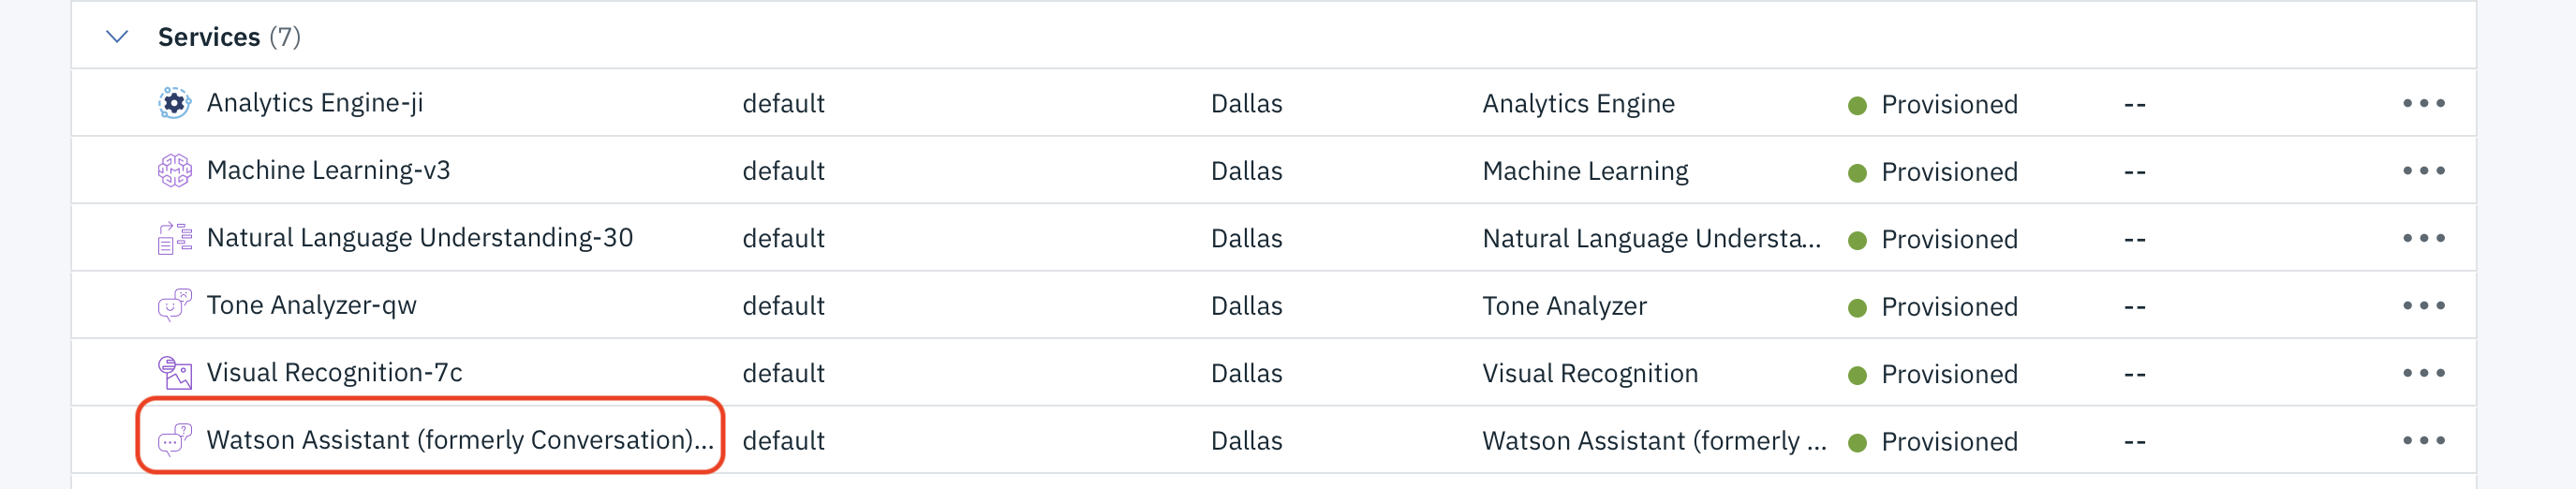 Services (7)
Analytics Engine-ji default Dallas Analytics Engine Provisioned --
Machine Learning-v3 default Dallas Machine Learning Provisioned --
Natural Language Understanding-30 default Dallas Natural Language Understa... Provisioned --
Tone Analyzer-qw default Dallas Tone Analyzer Provisioned --
Visual Recognition-7c default Dallas Visual Recognition Provisioned --
Watson Assistant (formerly Conversation)... default Dallas Watson Assistant (formerly ... Provisioned --